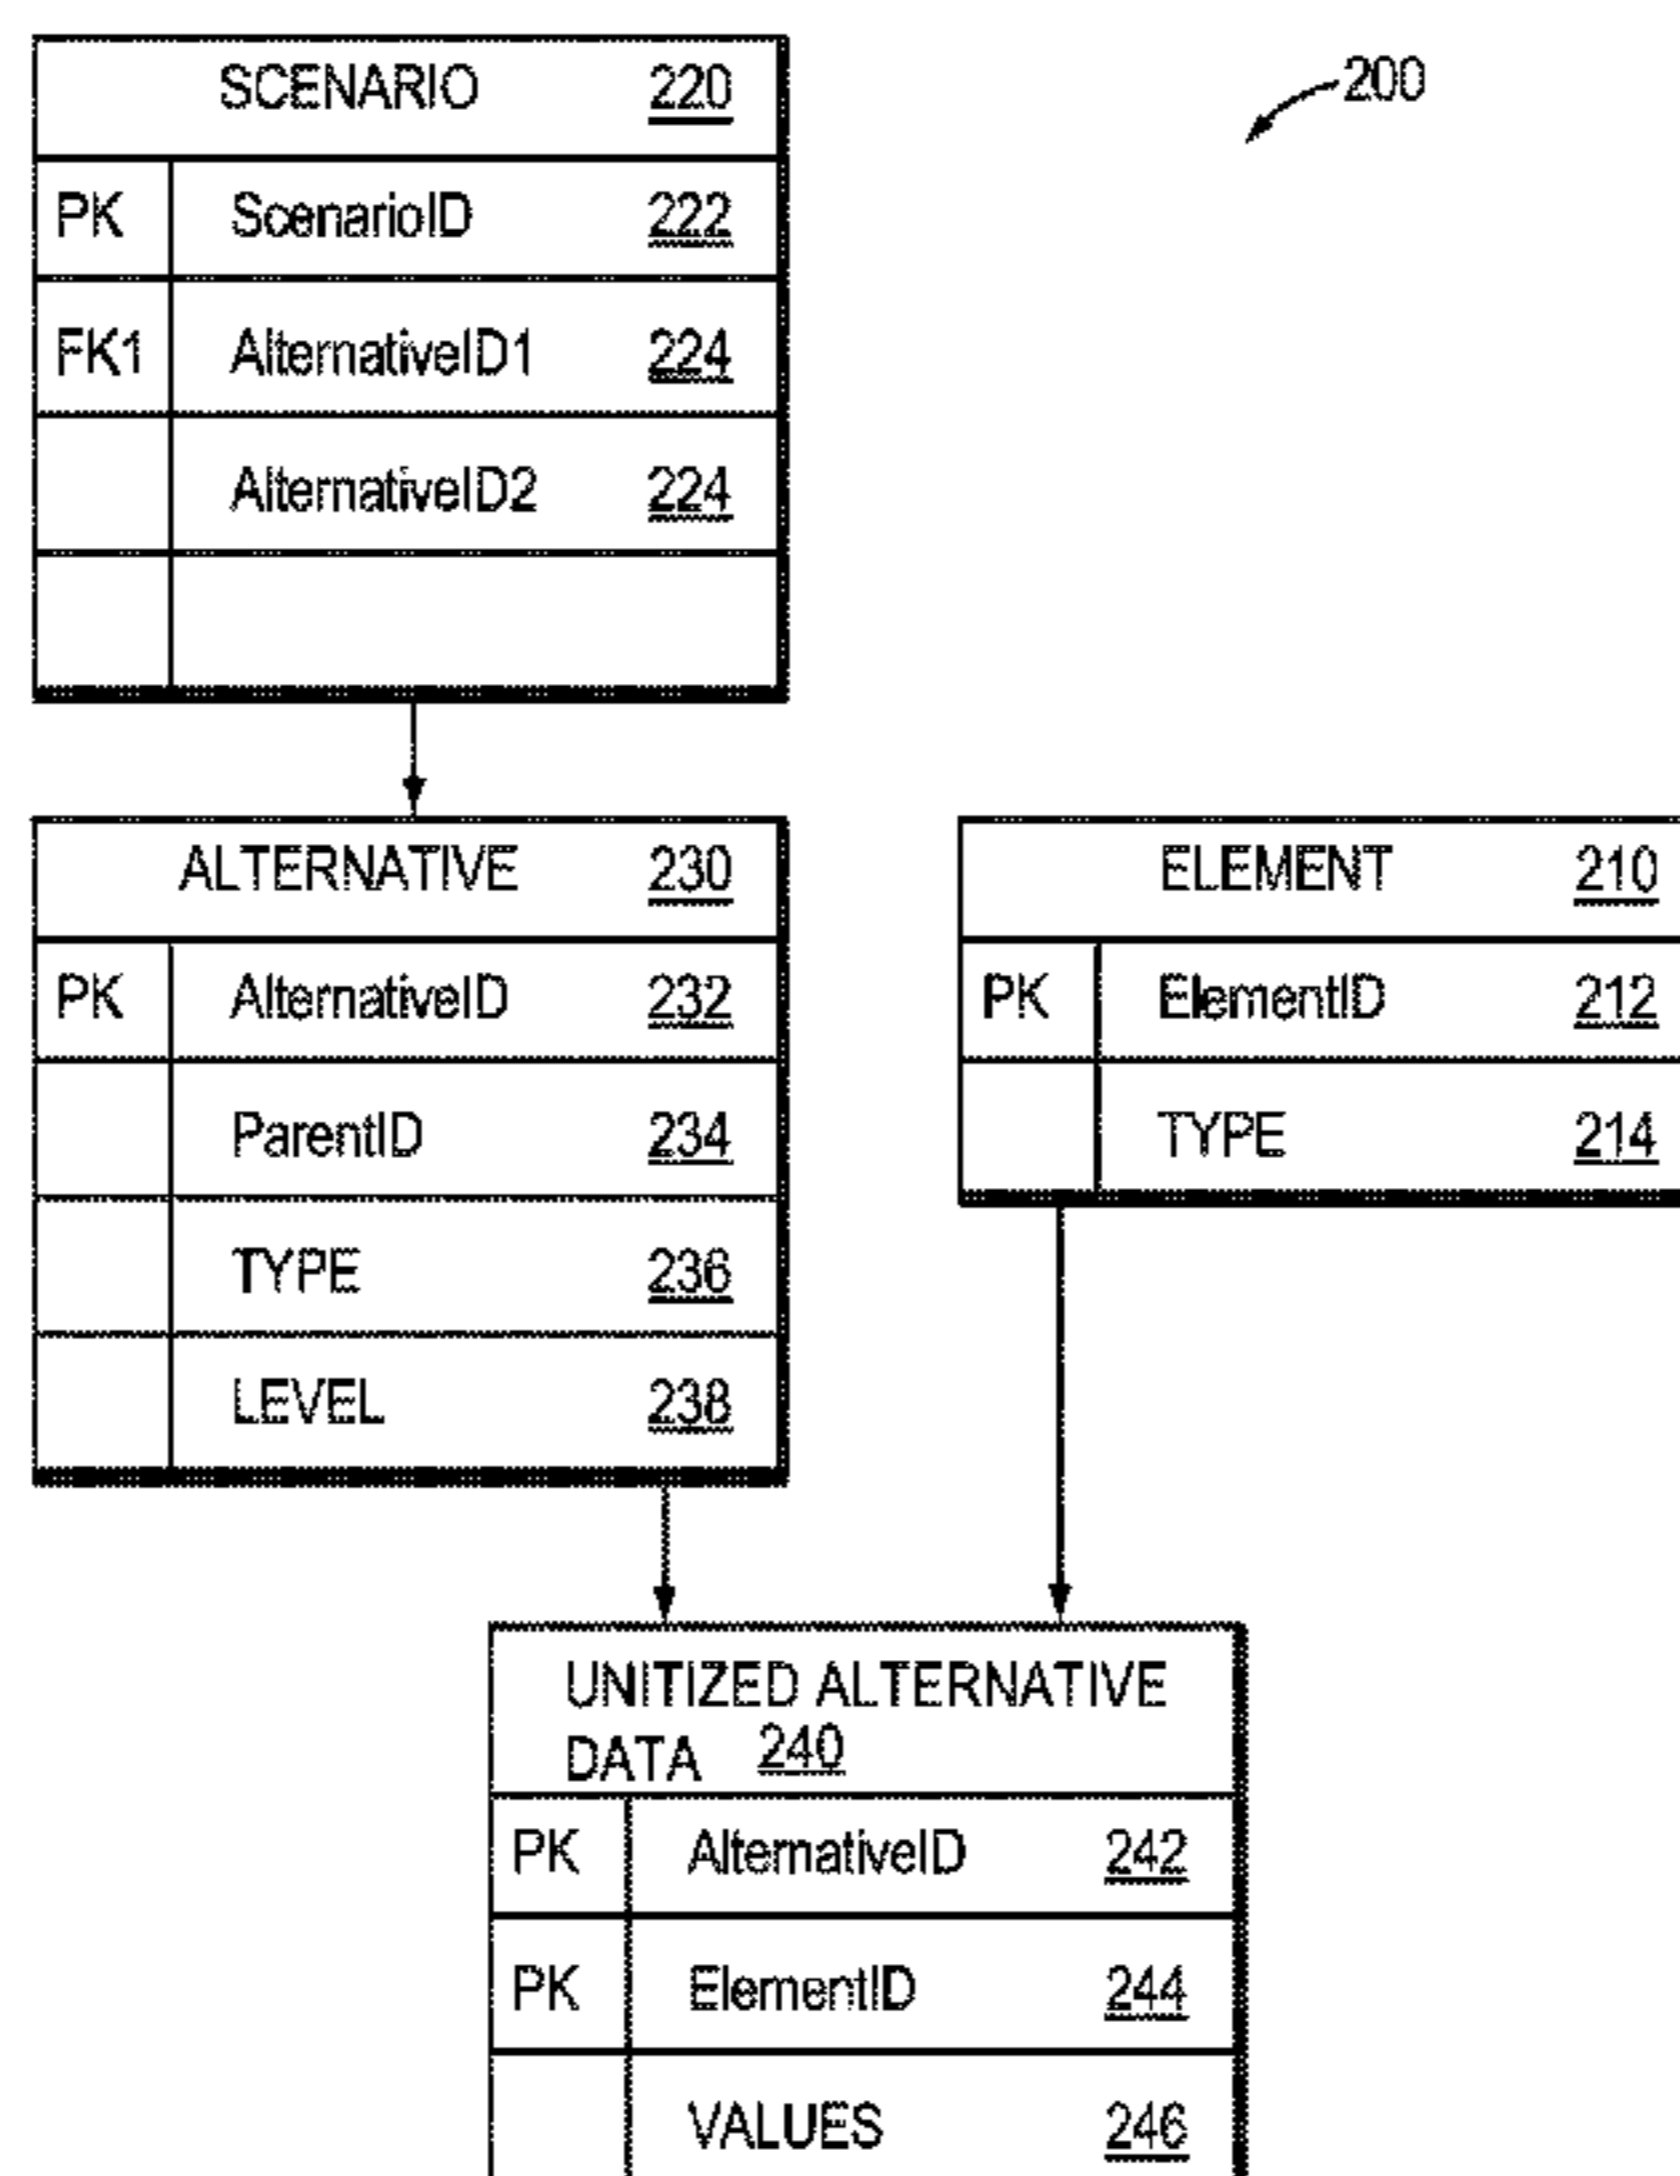 200
SCENARIO 220
PK ScenarioID 222
FK1 AlternativeID1 224
AlternativeID2 224
ALTERNATIVE 230
PK AlternativeID 232
ParentID 234
TYPE 236
LEVEL 238
ELEMENT 210
PK ElementID 212
TYPE 214
UNITIZED ALTERNATIVE
DATA 240
PK AlternativeID 242
PK ElementID 244
VALUES 246